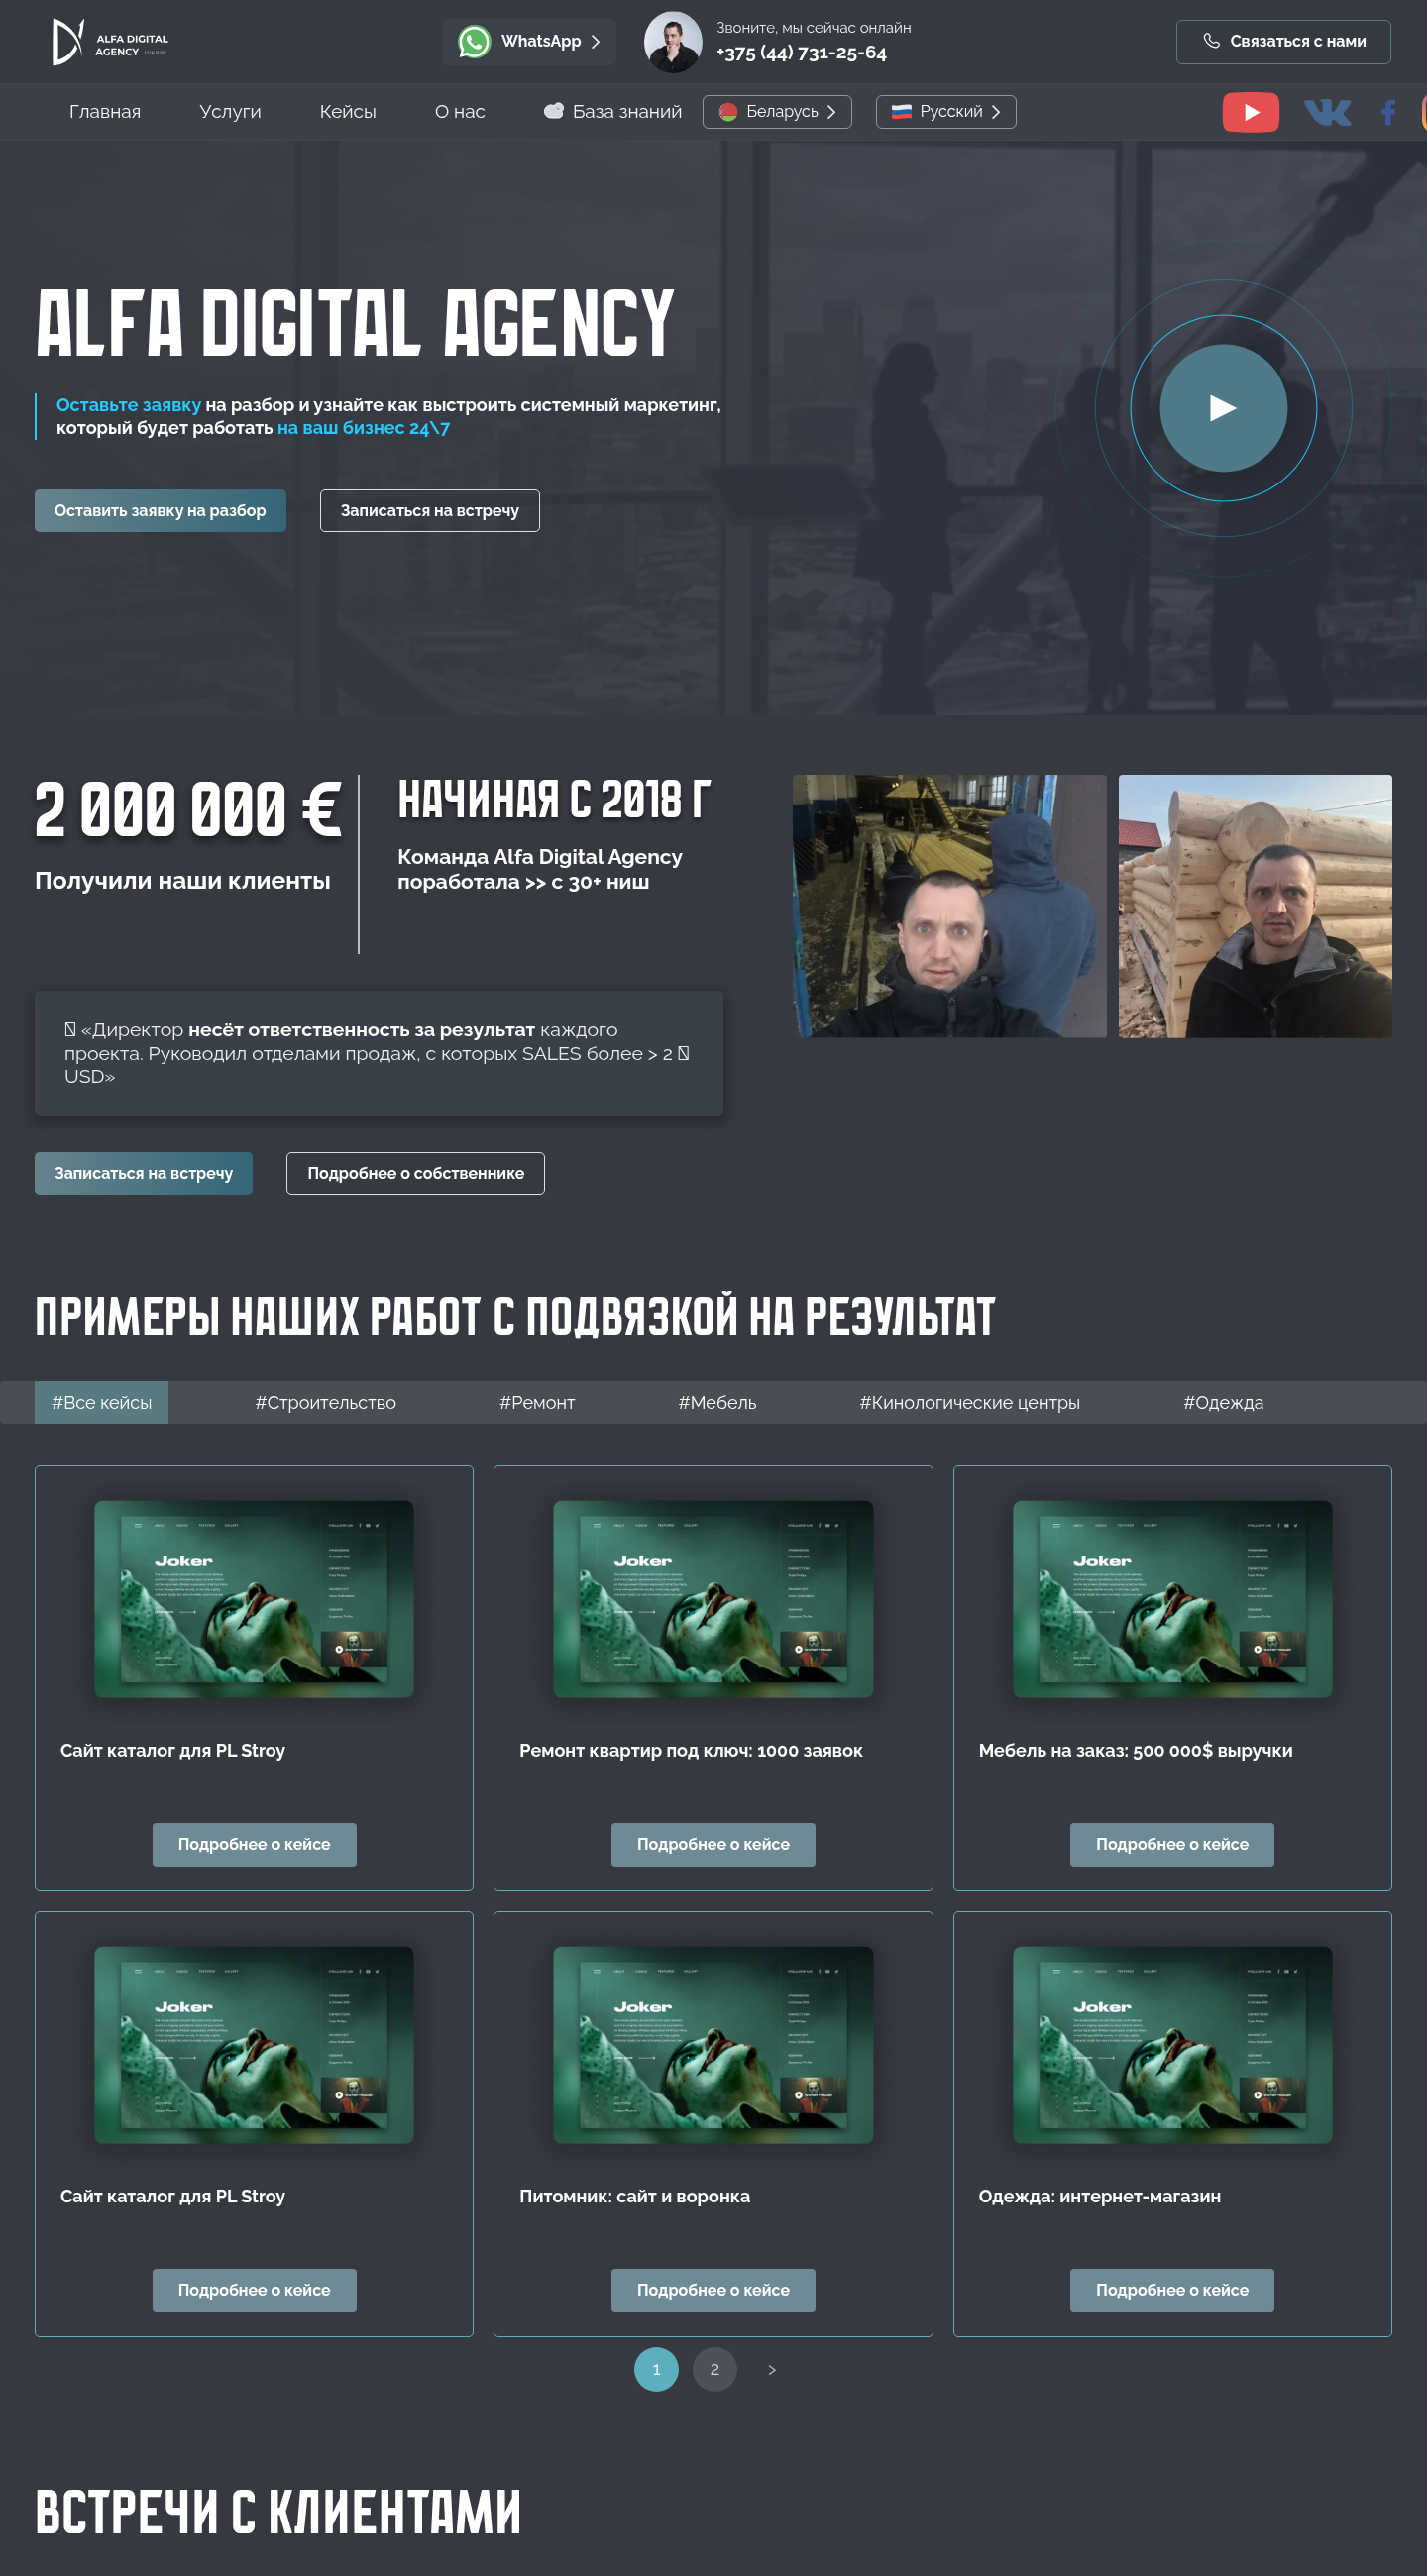 ALFA DIGITAL
AGENCY
WhatsApp
Звоните, мы сейчас онлайн
+375 (44) 731-25-64
Связаться с нами
Главная
Услуги
Кейсы
О нас
База знаний
Беларусь
Русский
ALFA DIGITAL AGENCY
Оставьте заявку на разбор и узнайте как выстроить системный маркетинг,
который будет работать на ваш бизнес 24\7
Оставить заявку на разбор
Записаться на встречу
2 000 000 €
Получили наши клиенты
НАЧИНАЯ С 2018 Г
Команда Alfa Digital Agency
поработала >> с 30+ ниш
«Директор несёт ответственность за результат каждого
проекта. Руководил отделами продаж, с которых SALES более > 2
USD»
Записаться на встречу
Подробнее о собственнике
ПРИМЕРЫ НАШИХ РАБОТ С ПОДВЯЗКОЙ НА РЕЗУЛЬТАТ
#Все кейсы
#Строительство
#Ремонт
#Мебель
#Кинологические центры
#Одежда
Joker
Joker
Joker
Сайт каталог для PL Stroy
Ремонт квартир под ключ: 1000 заявок
Мебель на заказ: 500 000$ выручки
Подробнее о кейсе
Подробнее о кейсе
Подробнее о кейсе
Joker
Joker
Joker
Сайт каталог для PL Stroy
Питомник: сайт и воронка
Одежда: интернет-магазин
Подробнее о кейсе
Подробнее о кейсе
Подробнее о кейсе
1
2
>
ВСТРЕЧИ С КЛИЕНТАМИ